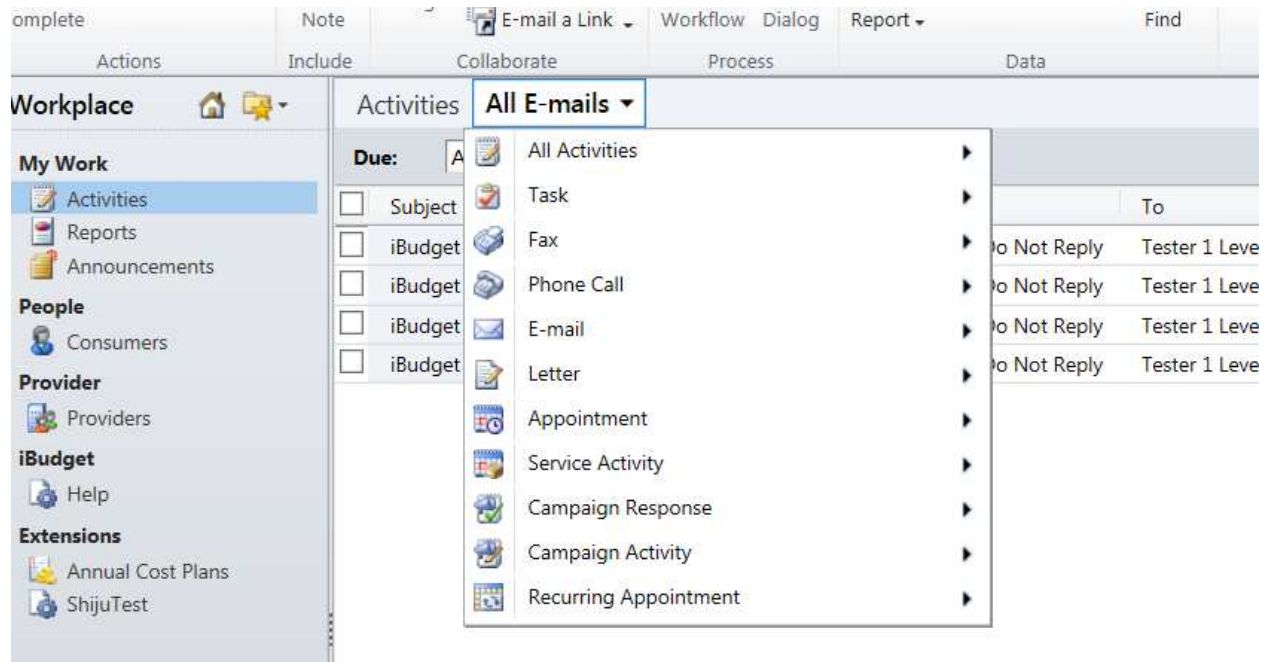 omplete Note E-mail a Link Workflow Dialog Report Find
Actions Include Collaborate Process Data
Workplace
Activities All E-mails
My Work
Activities
Reports
Announcements
People
Consumers
Provider
Providers
iBudget
Help
Extensions
Annual Cost Plans
ShijuTest
Due: A
Subject To
iBudget Do Not Reply Tester 1 Leve
iBudget Do Not Reply Tester 1 Leve
iBudget Do Not Reply Tester 1 Leve
iBudget Do Not Reply Tester 1 Leve
All Activities
Task
Fax
Phone Call
E-mail
Letter
Appointment
Service Activity
Campaign Response
Campaign Activity
Recurring Appointment